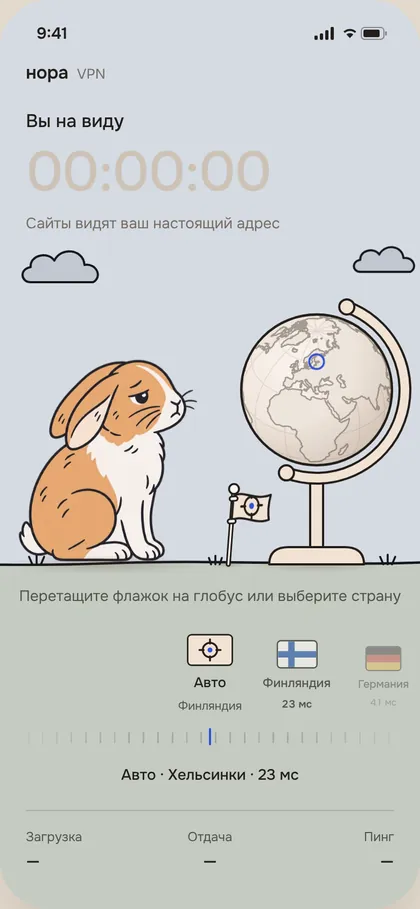 9:41
нора VPN
Вы на виду
00:00:00
Сайты видят ваш настоящий адрес
Перетащите флажок на глобус или выберите страну
Авто Финляндия Германия
Финляндия 23 мс 41 мс
Авто · Хельсинки · 23 мс
Загрузка Отдача Пинг
— — —